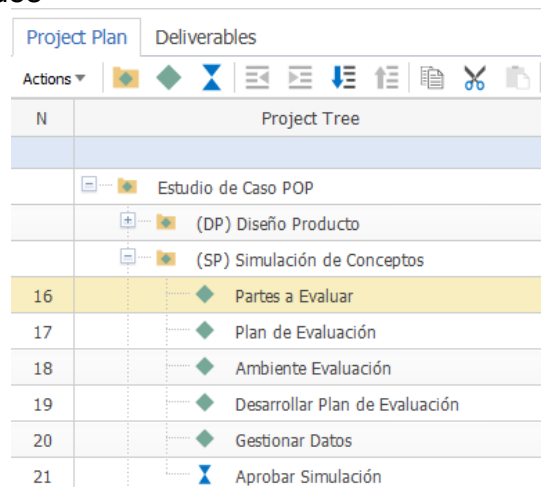 Project Plan Deliverables
Actions
N Project Tree
Estudio de Caso POP
(DP) Diseño Producto
(SP) Simulación de Conceptos
16 Partes a Evaluar
17 Plan de Evaluación
18 Ambiente Evaluación
19 Desarrollar Plan de Evaluación
20 Gestionar Datos
21 Aprobar Simulación